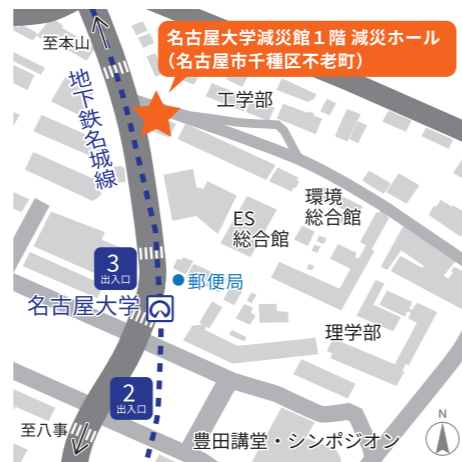 名古屋大学減災館１階 減災ホール
（名古屋市千種区不老町）
至本山
工学部
地下鉄名城線
環境
総合館
ES
総合館
3
出入口
郵便局
名古屋大学
理学部
2
出入口
至八事
豊田講堂・シンポジオン
N